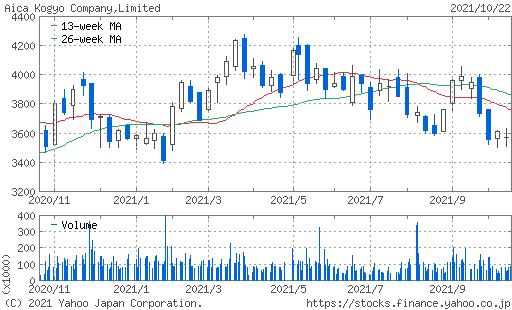 Aica Kogyo Company,Limited 2021/10/22
4400
13-week MA
26-week MA
4200
4000
3800
3600
3400
3200
2020/11 2021/1 2021/3 2021/5 2021/7 2021/9
400
Volume
300
200
100
0
(x1000)
2020/11 2021/1 2021/3 2021/5 2021/7 2021/9
(C) 2021 Yahoo Japan Corporation. https://stocks.finance.yahoo.co.jp/